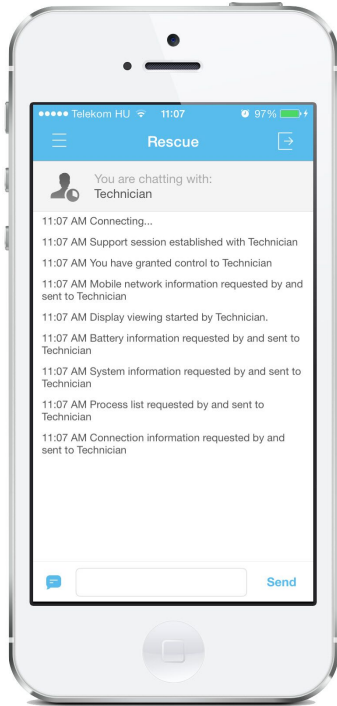 Telekom HU 11:07 97%
Rescue
You are chatting with:
Technician
11:07 AM Connecting...
11:07 AM Support session established with Technician
11:07 AM You have granted control to Technician
11:07 AM Mobile network information requested by and
sent to Technician
11:07 AM Display viewing started by Technician.
11:07 AM Battery information requested by and sent to
Technician
11:07 AM System information requested by and sent to
Technician
11:07 AM Process list requested by and sent to
Technician
11:07 AM Connection information requested by and
sent to Technician
Send